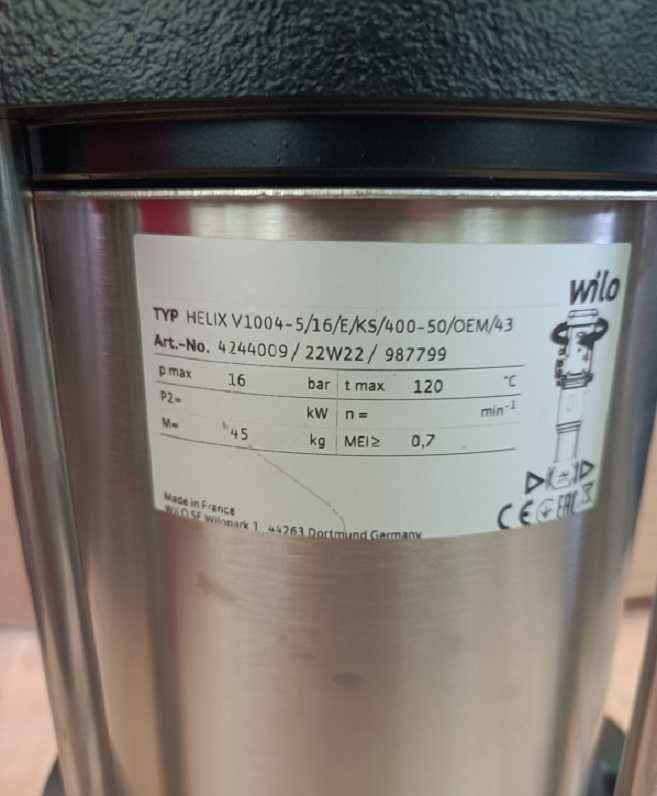 wilo
TYP HELIX V1004-5/16/E/KS/400-50/OEM/43
Art.-No. 4244009 / 22W22 / 987799
p max 16 bar t max 120 °C
P2= kW n = min⁻¹
M= 45 kg MEI≥ 0,7
Made in France
WILO SE Wilopark 1 44263 Dortmund Germany
CE EAC